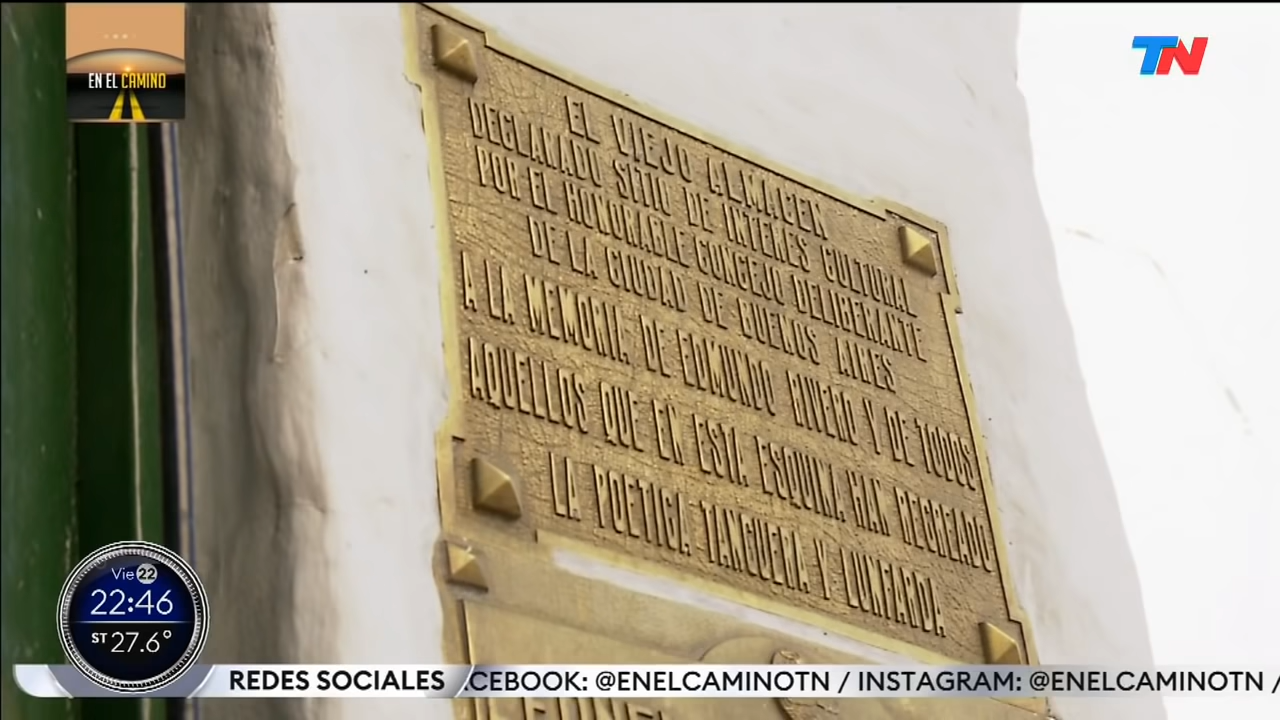 EN EL CAMINO
TN
EL VIEJO ALMACEN
DECLARADO SITIO DE INTERES CULTURAL
POR EL HONORABLE CONCEJO DELIBERANTE
DE LA CIUDAD DE BUENOS AIRES
A LA MEMORIA DE EDMUNDO RIVERO Y DE TODOS
AQUELLOS QUE EN ESTA ESQUINA HAN RECREADO
LA POETICA TANGUERA Y LUNFARDA
Vie 22
22:46
ST 27.6°
REDES SOCIALES
CEBOOK: @ENELCAMINOTN / INSTAGRAM: @ENELCAMINOTN /